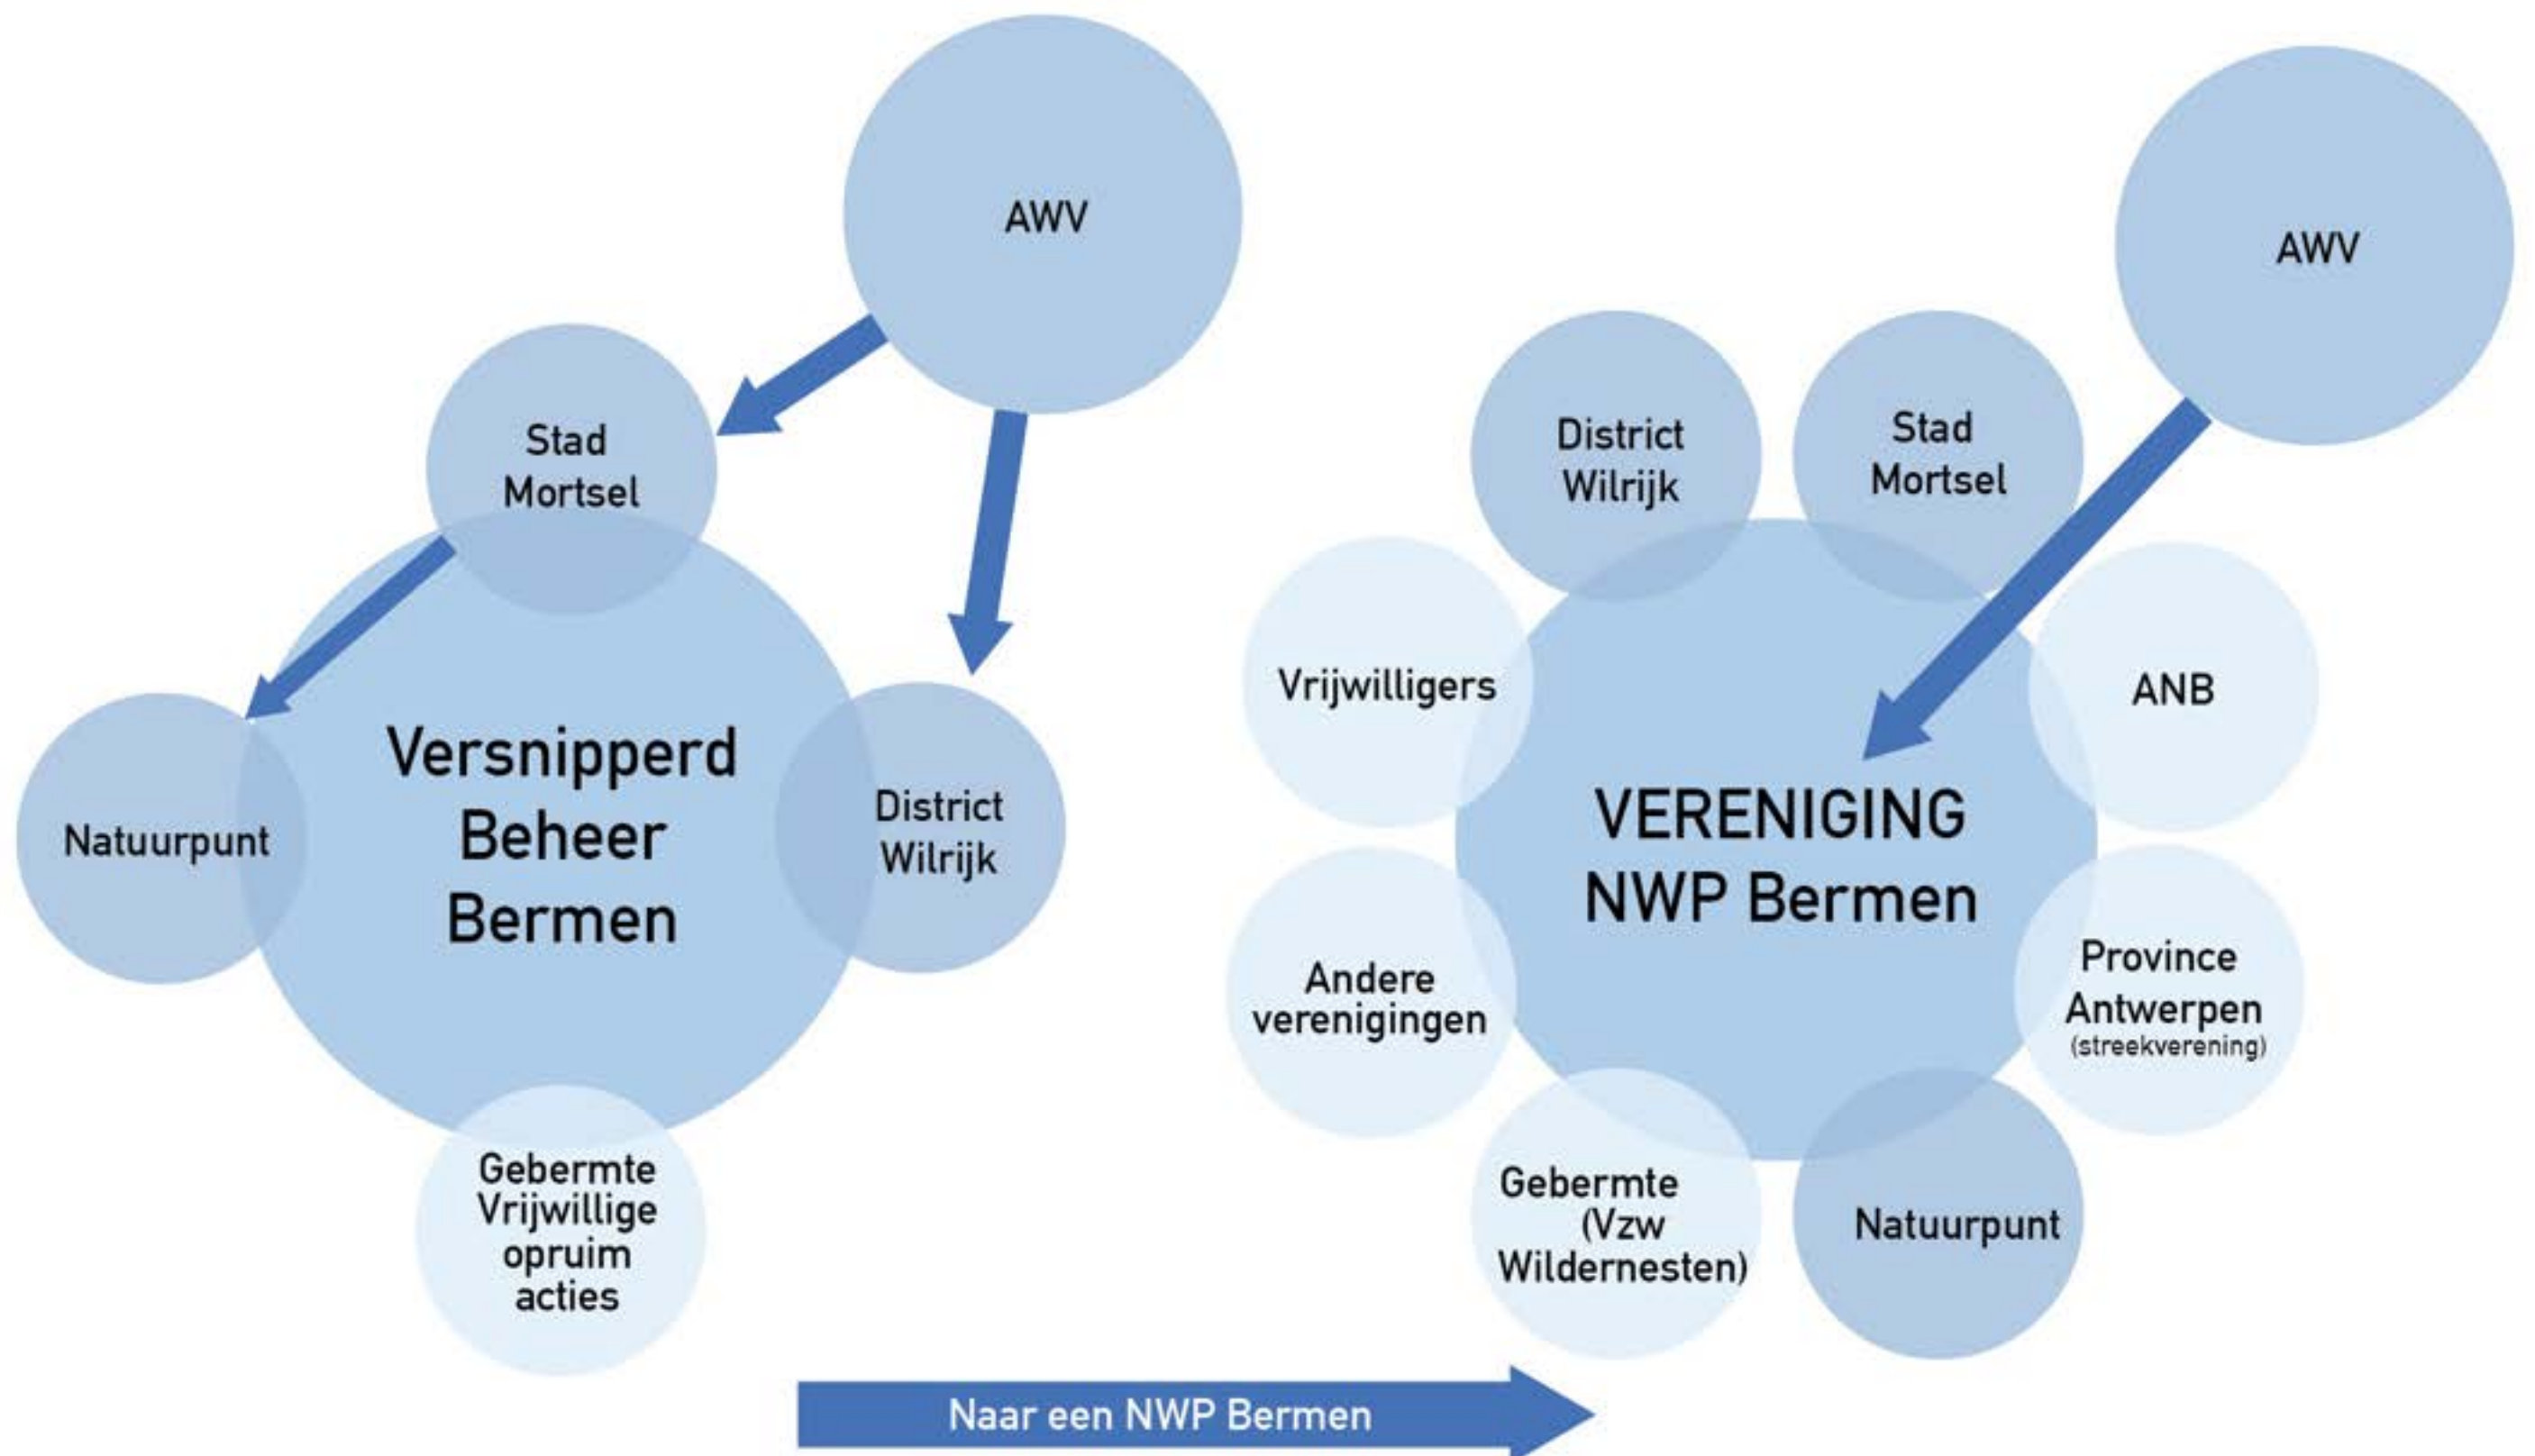 AWV
Stad
Mortsel
Natuurpunt
Versnipperd
Beheer
Bermen
District
Wilrijk
Gebermte
Vrijwillige
opruim
acties
AWV
District
Wilrijk
Stad
Mortsel
Vrijwilligers
ANB
VERENIGING
NWP Bermen
Andere
verenigingen
Province
Antwerpen
(streekverening)
Gebermte
(Vzw
Wildernesten)
Natuurpunt
Naar een NWP Bermen